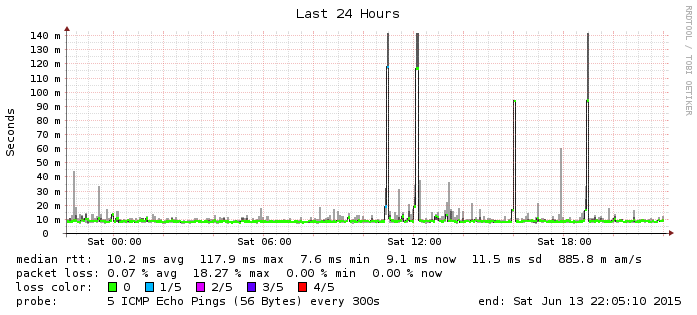 Last 24 Hours
RRDTOOL / TOBI OETIKER
Seconds
140 m
130 m
120 m
110 m
100 m
90 m
80 m
70 m
60 m
50 m
40 m
30 m
20 m
10 m
0
Sat 00:00 Sat 06:00 Sat 12:00 Sat 18:00
median rtt: 10.2 ms avg 117.9 ms max 7.6 ms min 9.1 ms now 11.5 ms sd 885.8 m am/s
packet loss: 0.07 % avg 18.27 % max 0.00 % min 0.00 % now
loss color: 0 1/5 2/5 3/5 4/5
probe: 5 ICMP Echo Pings (56 Bytes) every 300s end: Sat Jun 13 22:05:10 2015